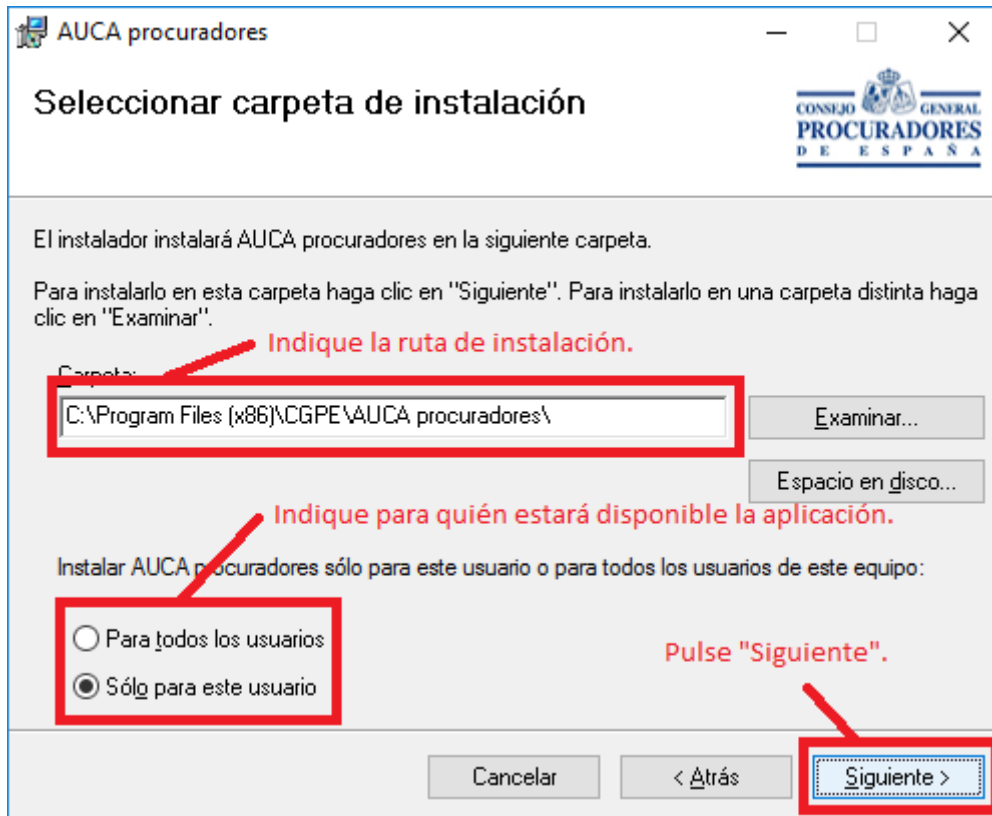 AUCA procuradores
Seleccionar carpeta de instalación
CONSEJO GENERAL
PROCURADORES
DE ESPAÑA
El instalador instalará AUCA procuradores en la siguiente carpeta.
Para instalarlo en esta carpeta haga clic en "Siguiente". Para instalarlo en una carpeta distinta haga
clic en "Examinar".
Indique la ruta de instalación.
Carpeta:
C:\Program Files (x86)\CGPE\AUCA procuradores\
Examinar...
Espacio en disco...
Indique para quién estará disponible la aplicación.
Instalar AUCA procuradores sólo para este usuario o para todos los usuarios de este equipo:
Para todos los usuarios
Pulse "Siguiente".
Sólo para este usuario
Cancelar
< Atrás
Siguiente >